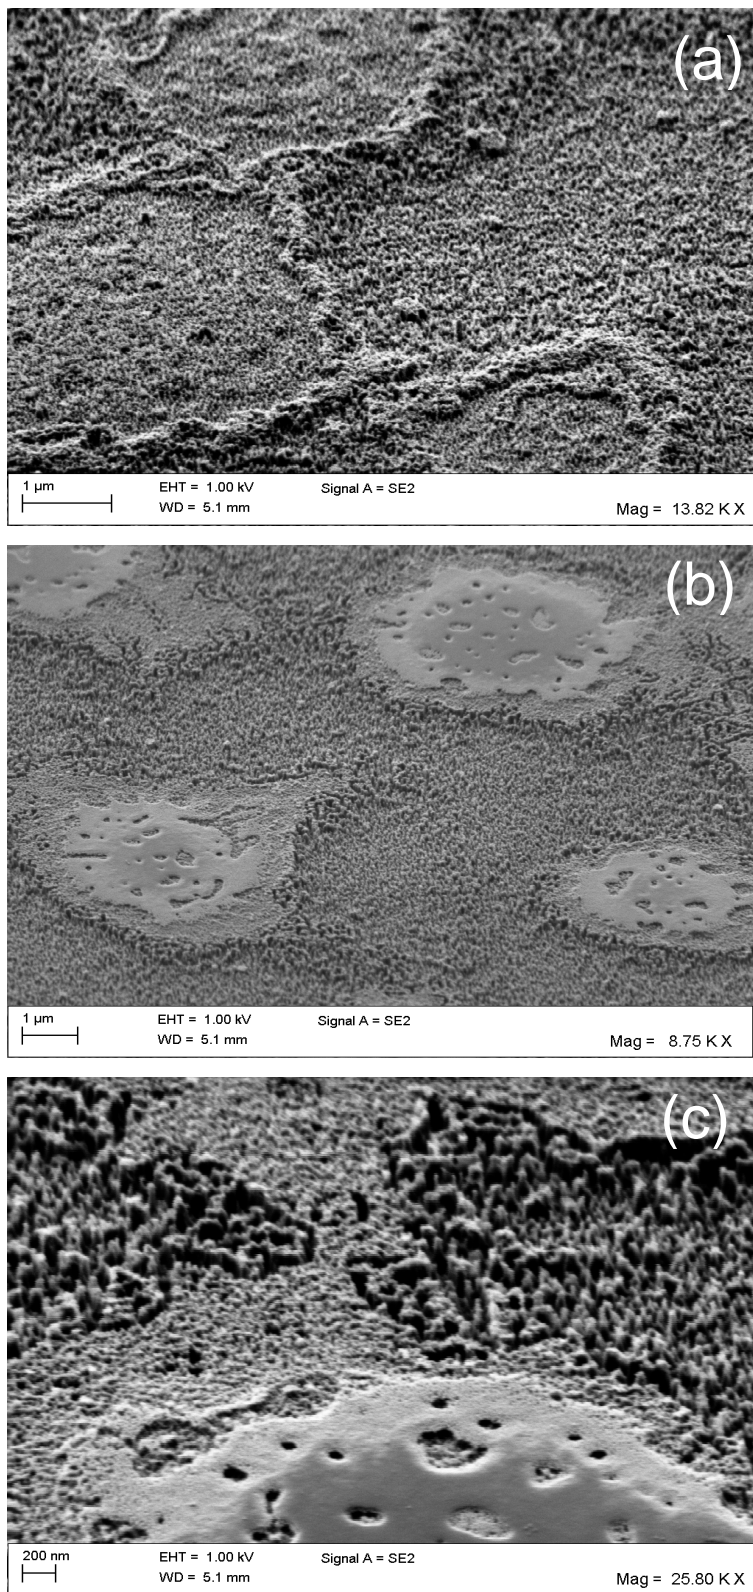 (a)
1 µm
EHT = 1.00 kV
Signal A = SE2
WD = 5.1 mm
Mag = 13.82 K X
(b)
1 µm
EHT = 1.00 kV
Signal A = SE2
WD = 5.1 mm
Mag = 8.75 K X
(c)
200 nm
EHT = 1.00 kV
Signal A = SE2
WD = 5.1 mm
Mag = 25.80 K X